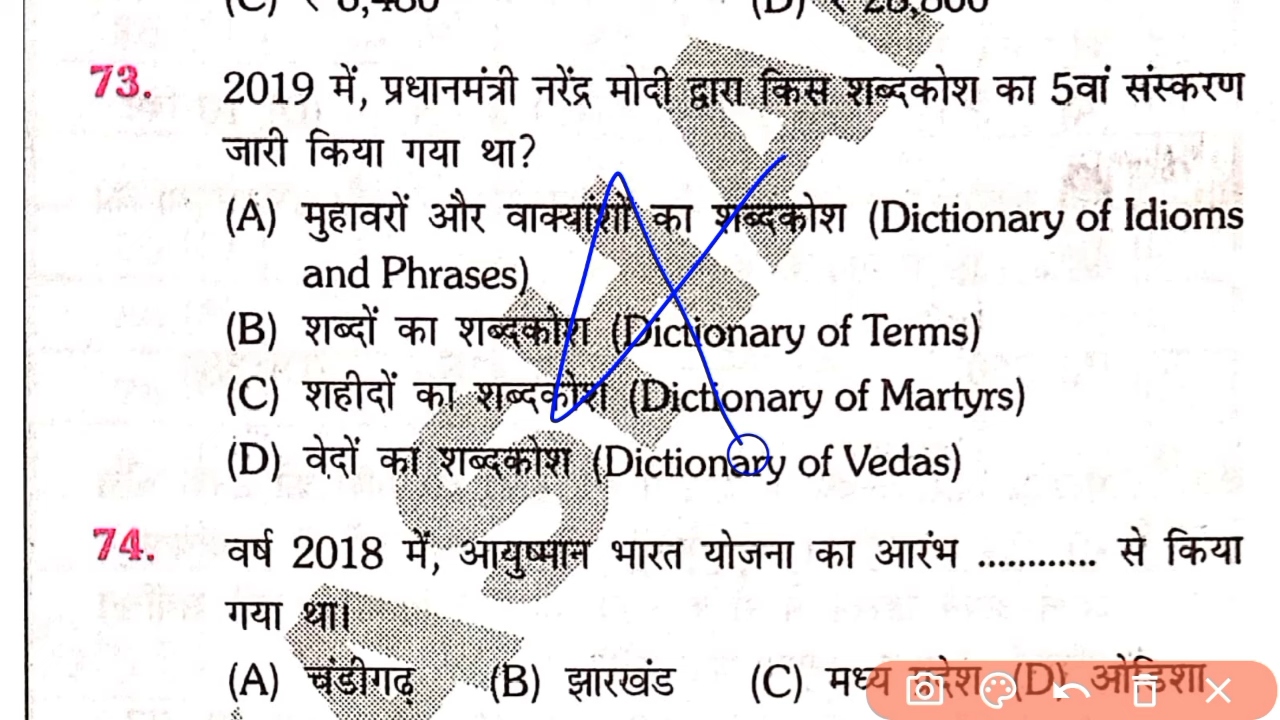 73. 2019 में, प्रधानमंत्री नरेंद्र मोदी द्वारा किस शब्दकोश का 5वां संस्करण
जारी किया गया था?
(A) मुहावरों और वाक्यांशों का शब्दकोश (Dictionary of Idioms
and Phrases)
(B) शब्दों का शब्दकोश (Dictionary of Terms)
(C) शहीदों का शब्दकोश (Dictionary of Martyrs)
(D) वेदों का शब्दकोश (Dictionary of Vedas)
74. वर्ष 2018 में, आयुष्मान भारत योजना का आरंभ ............ से किया
गया था।
(A) चंडीगढ़ (B) झारखंड (C) मध्य प्रदेश (D) ओडिशा